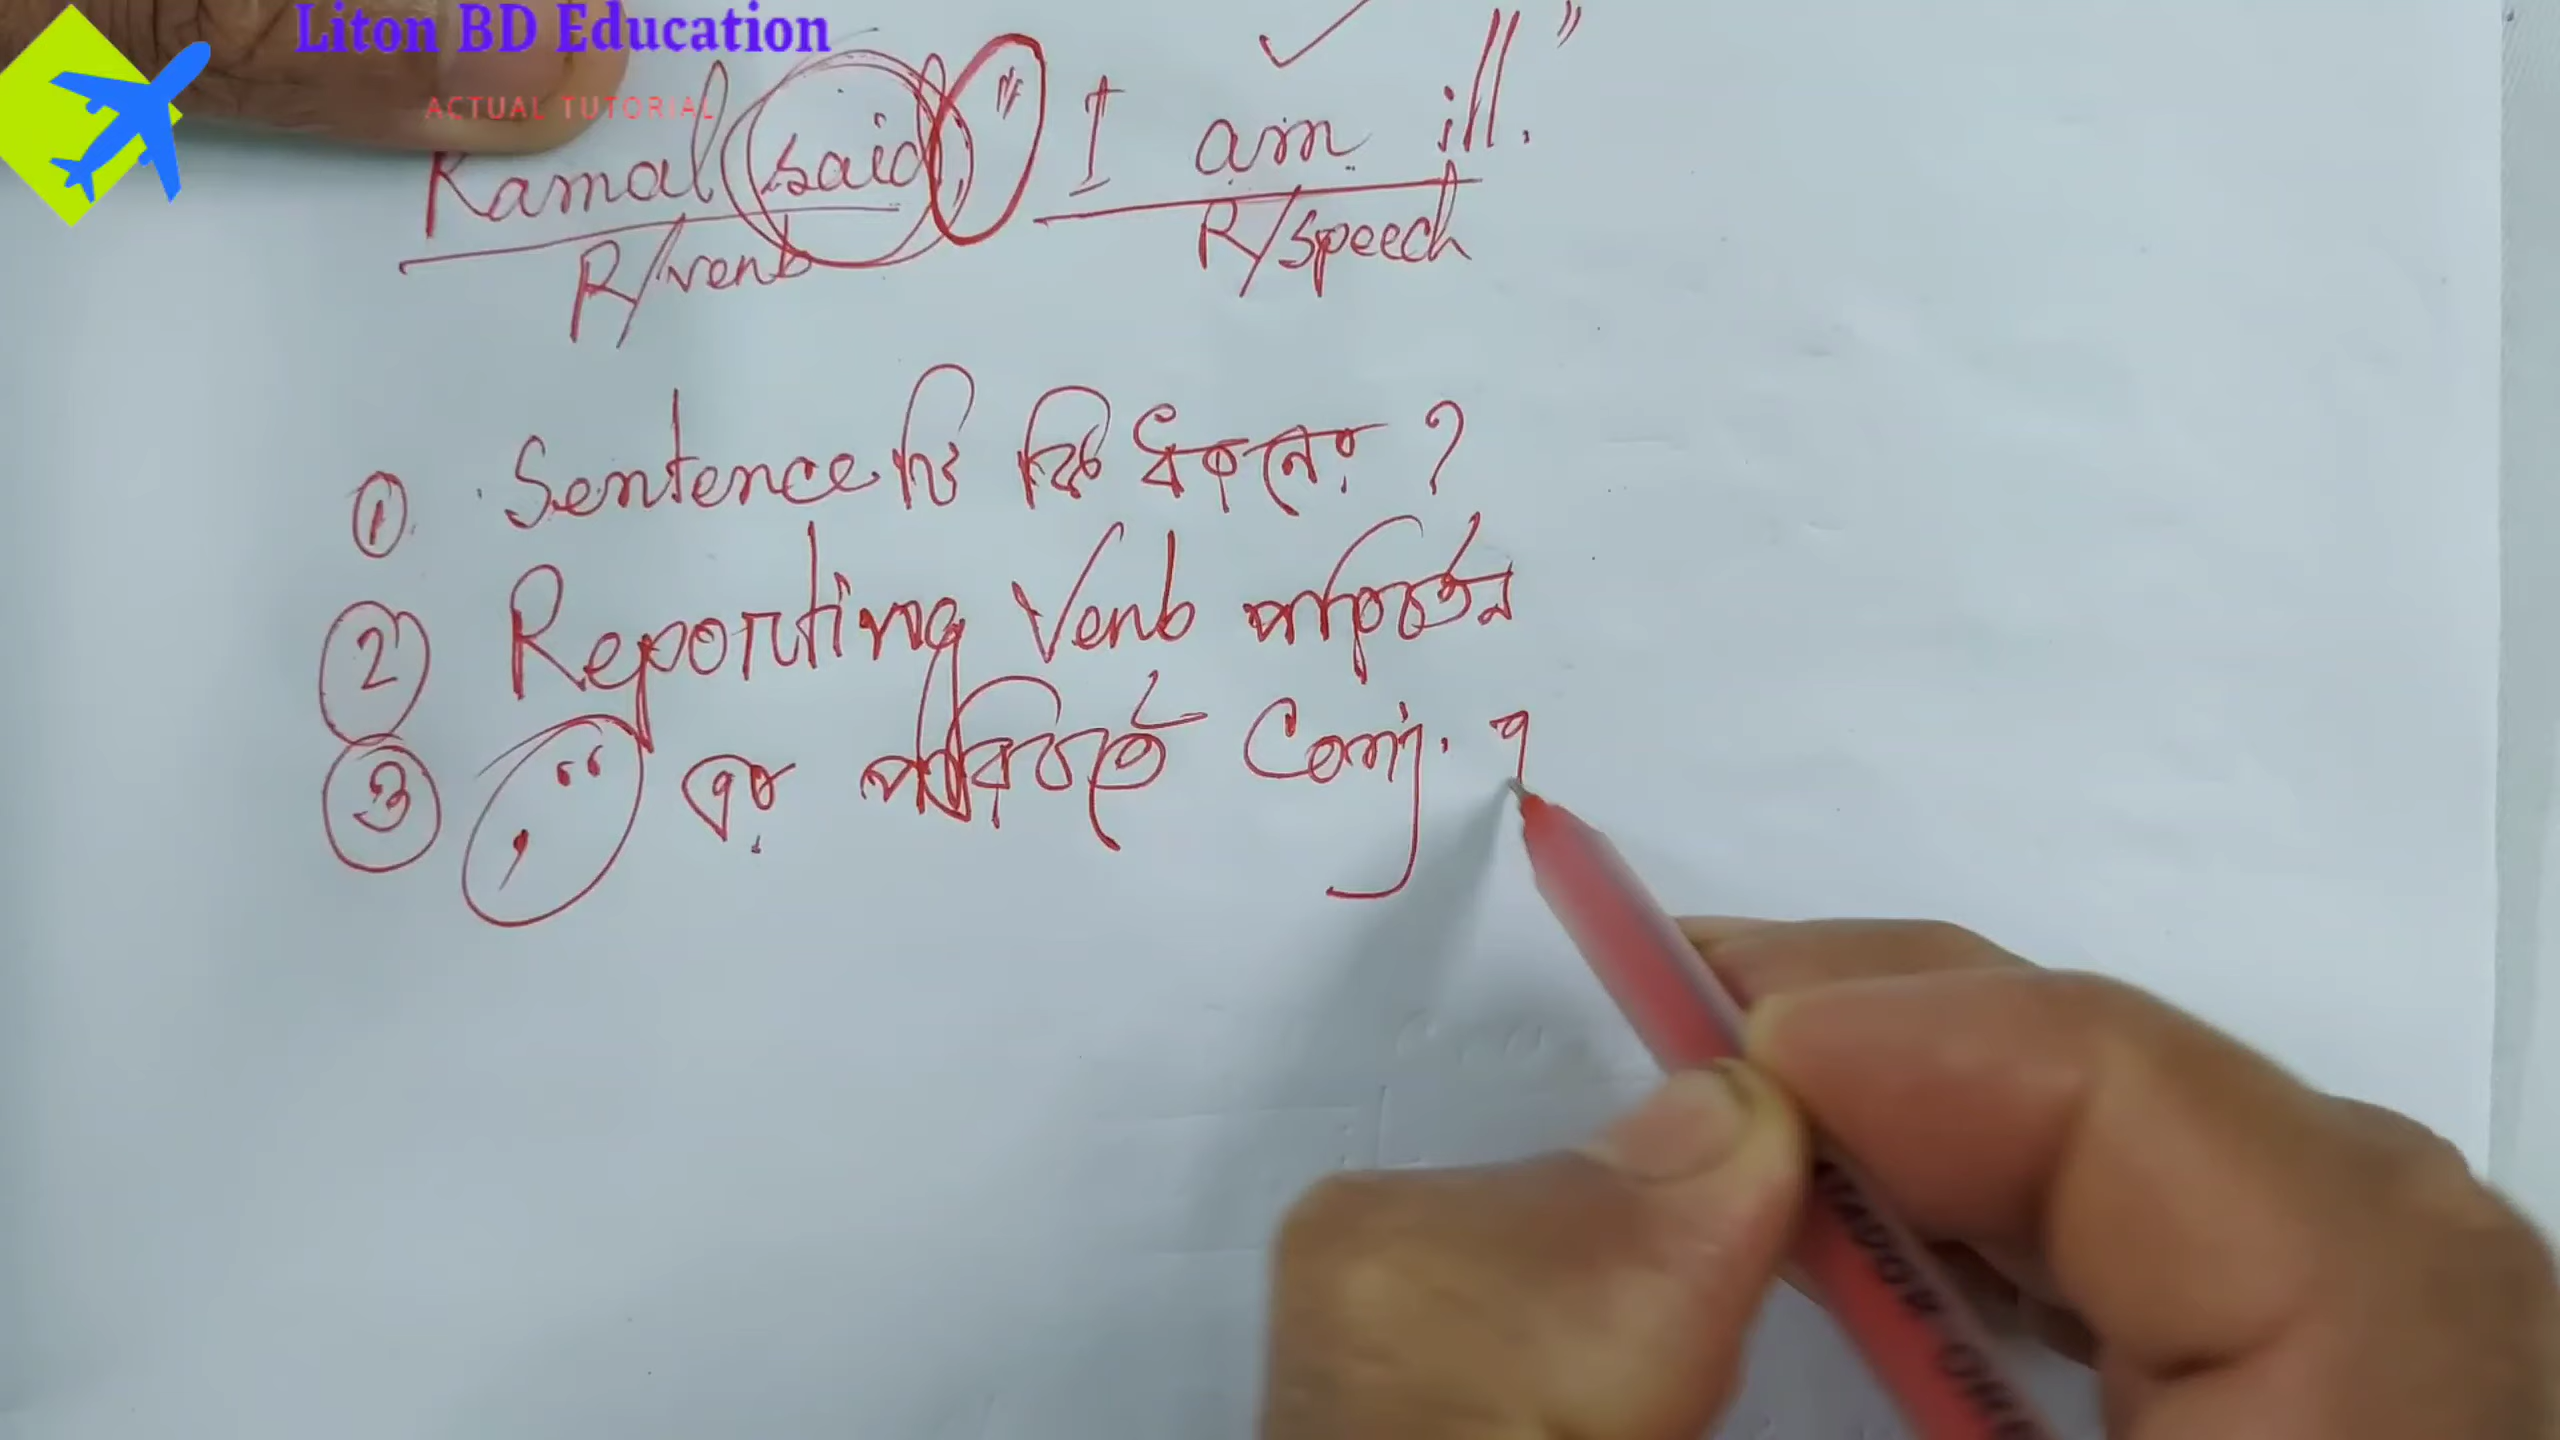 Liton BD Education
ACTUAL TUTORIAL
Kamal said, " I am ill."
R/verb R/speech
① Sentence টি কি ধরনের ?
② Reporting Verb পরিবর্তন
③ , “ এর পরিবর্তে Conj.